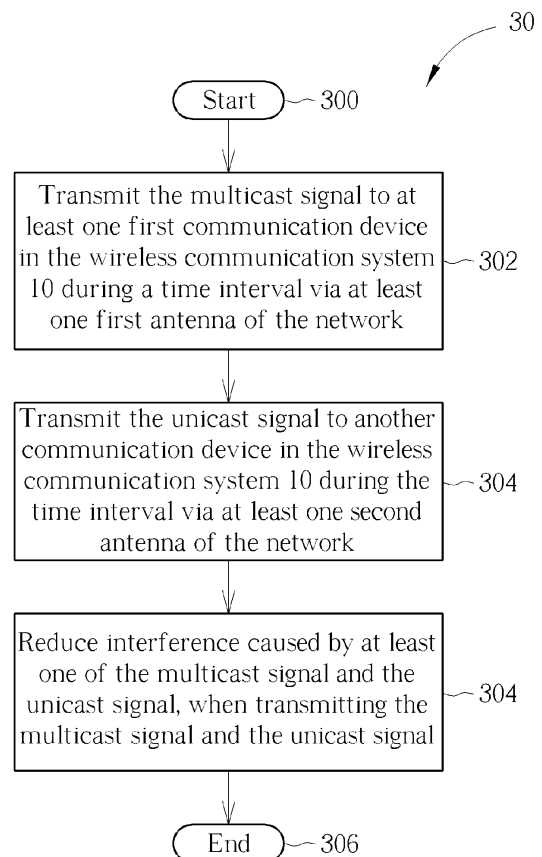 30
Start
300
Transmit the multicast signal to at
least one first communication device
in the wireless communication system
10 during a time interval via at least
one first antenna of the network
302
Transmit the unicast signal to another
communication device in the wireless
communication system 10 during the
time interval via at least one second
antenna of the network
304
Reduce interference caused by at least
one of the multicast signal and the
unicast signal, when transmitting the
multicast signal and the unicast signal
304
End
306